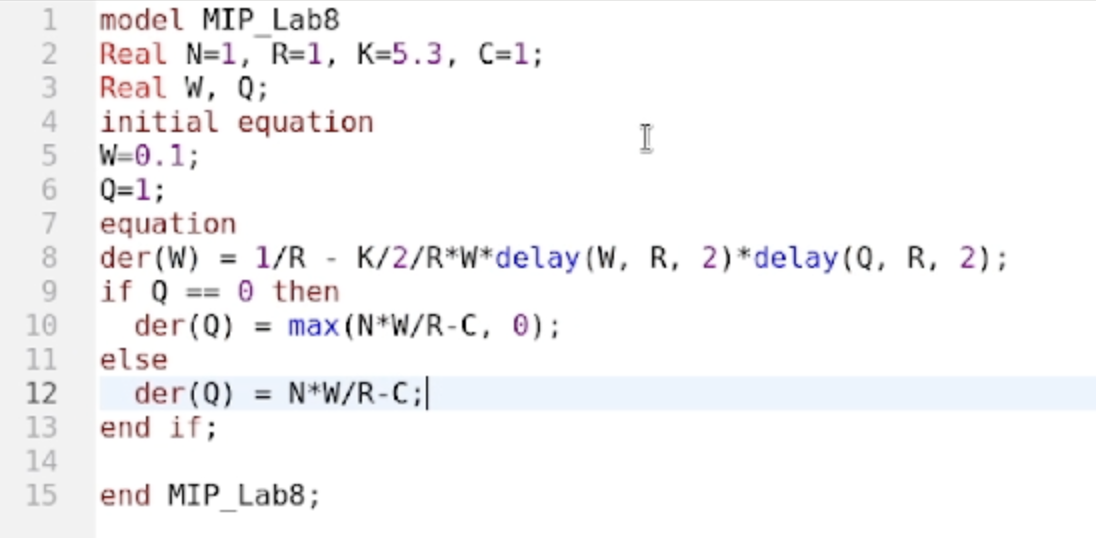 1 model MIP_Lab8
2 Real N=1, R=1, K=5.3, C=1;
3 Real W, Q;
4 initial equation
5 W=0.1;
6 Q=1;
7 equation
8 der(W) = 1/R - K/2/R*W*delay(W, R, 2)*delay(Q, R, 2);
9 if Q == 0 then
10   der(Q) = max(N*W/R-C, 0);
11 else
12   der(Q) = N*W/R-C;
13 end if;
14
15 end MIP_Lab8;